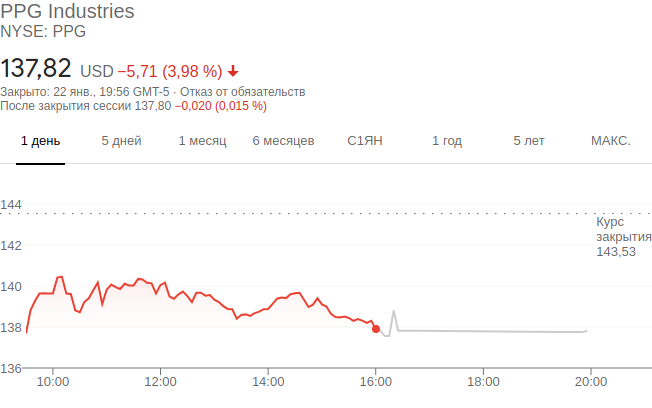 PPG Industries
NYSE: PPG
137,82 USD −5,71 (3,98 %)
Закрыто: 22 янв., 19:56 GMT-5 · Отказ от обязательств
После закрытия сессии 137,80 −0,020 (0,015 %)
1 день 5 дней 1 месяц 6 месяцев С1ЯН 1 год 5 лет МАКС.
144
Курс
закрытия
143,53
142
140
138
136
10:00 12:00 14:00 16:00 18:00 20:00